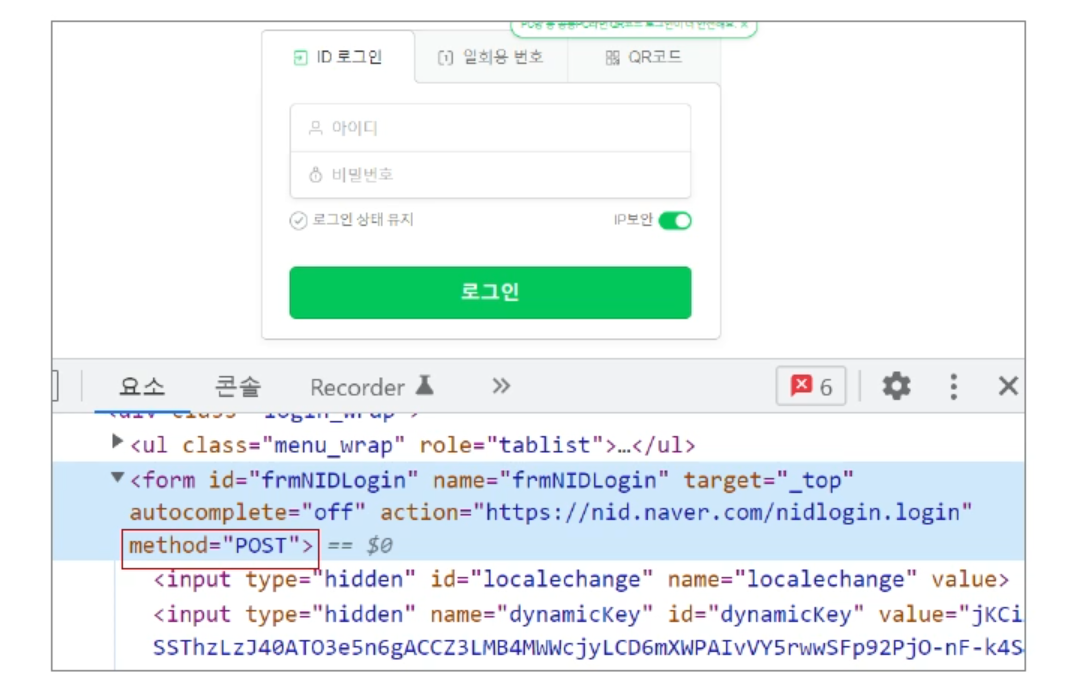 ID 로그인
일회용 번호
QR코드
아이디
비밀번호
로그인 상태 유지
IP보안
로그인
요소 콘솔 Recorder » 6
login_wrap
▶<ul class="menu_wrap" role="tablist">…</ul>
▼<form id="frmNIDLogin" name="frmNIDLogin" target="_top"
autocomplete="off" action="https://nid.naver.com/nidlogin.login"
method="POST"> == $0
<input type="hidden" id="localechange" name="localechange" value>
<input type="hidden" name="dynamicKey" id="dynamicKey" value="jKCi
SSThzLzJ40ATO3e5n6gACCZ3LMB4MWWcjyLCD6mXWPAIvVY5rwwSFp92PjO-nF-k4S